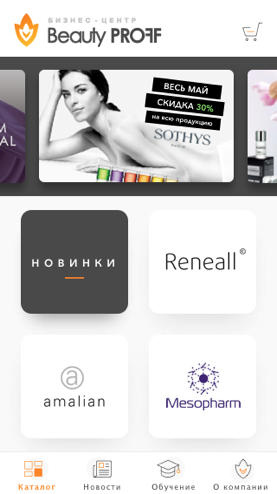 БИЗНЕС-ЦЕНТР
Beauty PROFF
ВЕСЬ МАЙ
СКИДКА 30%
на всю продукцию
SOTHYS
PARIS
M
AL
НОВИНКИ
Reneall©
amalian
Mesopharm
Каталог
Новости
Обучение
О компании